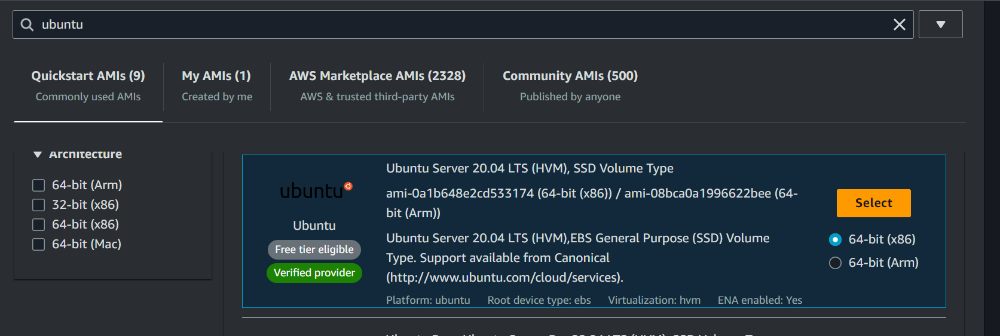 ubuntu
Quickstart AMIs (9)
Commonly used AMIs
My AMIs (1)
Created by me
AWS Marketplace AMIs (2328)
AWS & trusted third-party AMIs
Community AMIs (500)
Published by anyone
Architecture
64-bit (Arm)
32-bit (x86)
64-bit (x86)
64-bit (Mac)
ubuntu
Ubuntu
Free tier eligible
Verified provider
Ubuntu Server 20.04 LTS (HVM), SSD Volume Type
ami-0a1b648e2cd533174 (64-bit (x86)) / ami-08bca0a1996622bee (64-
bit (Arm))
Ubuntu Server 20.04 LTS (HVM),EBS General Purpose (SSD) Volume
Type. Support available from Canonical
(http://www.ubuntu.com/cloud/services).
Platform: ubuntu Root device type: ebs Virtualization: hvm ENA enabled: Yes
Select
64-bit (x86)
64-bit (Arm)